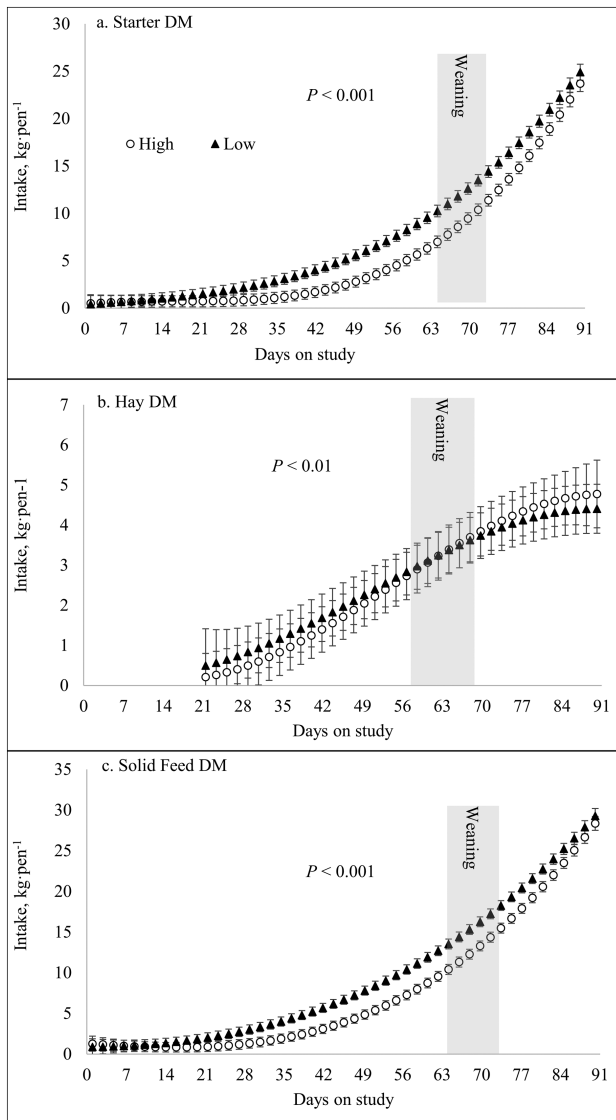 a. Starter DM
Weaning
P < 0.001
High
Low
Intake, kg·pen⁻¹
30
25
20
15
10
5
0
0 7 14 21 28 35 42 49 56 63 70 77 84 91
Days on study
b. Hay DM
Weaning
P < 0.01
Intake, kg·pen-1
7
6
5
4
3
2
1
0
0 7 14 21 28 35 42 49 56 63 70 77 84 91
Days on study
c. Solid Feed DM
Weaning
P < 0.001
Intake, kg·pen⁻¹
35
30
25
20
15
10
5
0
0 7 14 21 28 35 42 49 56 63 70 77 84 91
Days on study